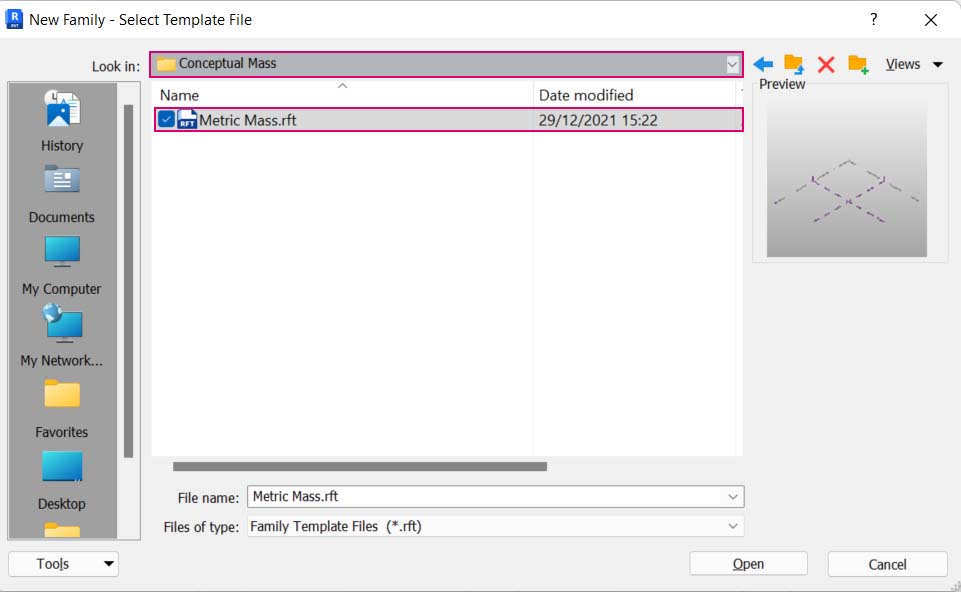 New Family - Select Template File
?
Look in:
Conceptual Mass
Views
Preview
Name
Date modified
RFT
Metric Mass.rft
29/12/2021 15:22
History
Documents
My Computer
My Network...
Favorites
Desktop
File name:
Metric Mass.rft
Files of type:
Family Template Files (*.rft)
Tools
Open
Cancel